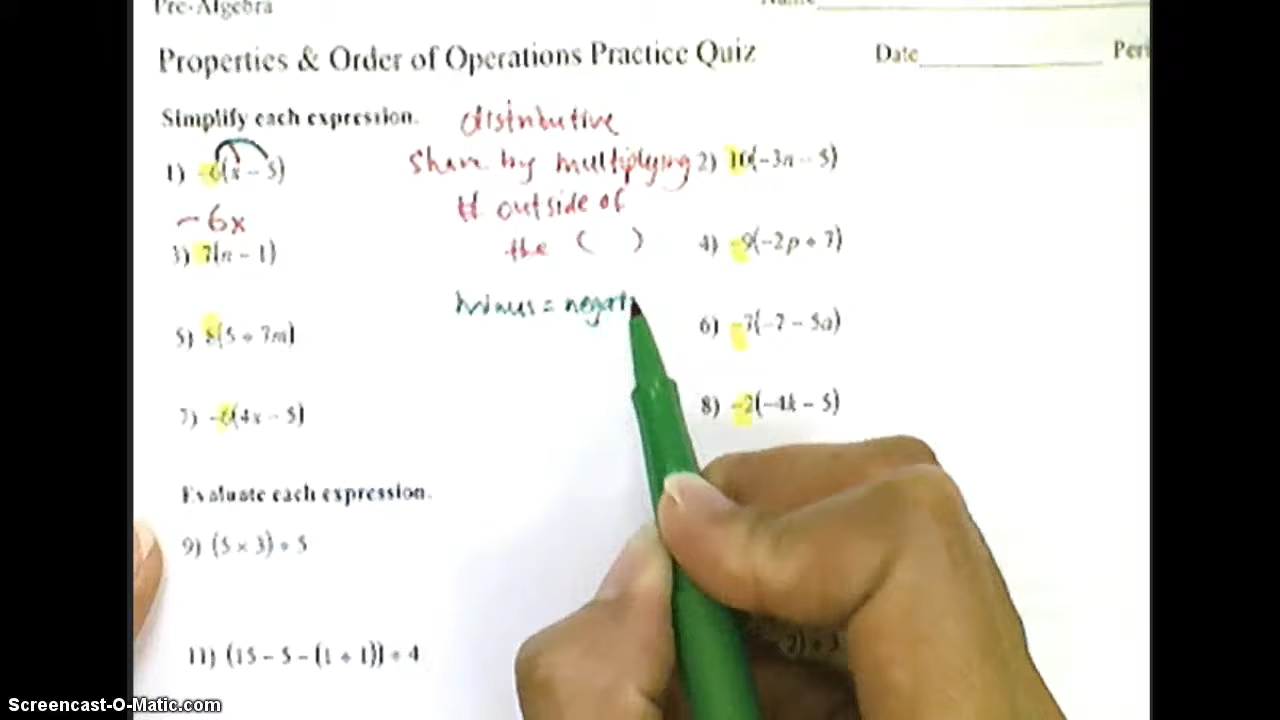 Pre-Algebra
Name
Properties & Order of Operations Practice Quiz Date Peri
Simplify each expression.
distributive
1) -6(x - 5)
share by multiplying
2) 10(-3n - 5)
-6x
# outside of
the ( )
3) 7(n - 1)
4) -9(-2p + 7)
minus = negati
5) 8(5 + 7m)
6) -7(-7 - 5a)
7) -6(4x - 5)
8) -2(-4k - 5)
Evaluate each expression.
9) (5 × 3) + 5
11) (15 - 5 - (1 + 1)) ÷ 4
Screencast-O-Matic.com